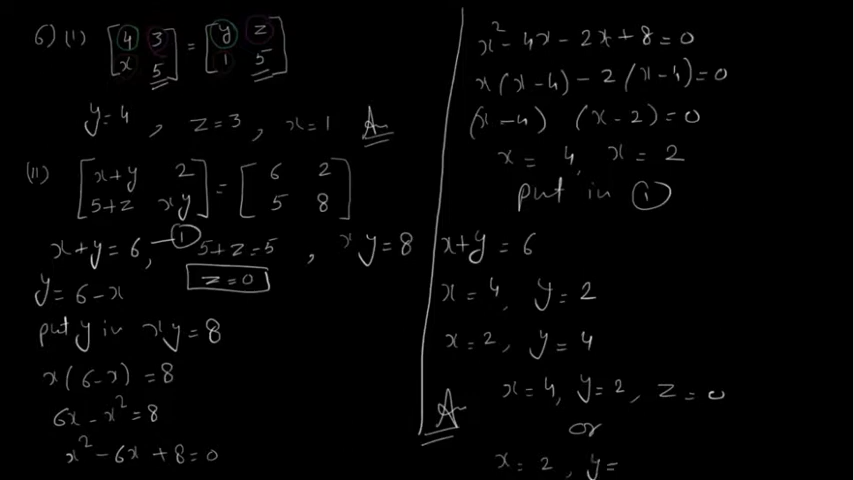 6) (i) [4 3 x 5] = [y z 1 5]
y=4 , z=3 , x=1 Ans
(ii) [x+y 2 5+z xy] = [6 2 5 8]
x+y=6, — ① 5+z=5 , xy=8
z=0
y=6-x
put y in xy=8
x(6-x)=8
6x-x²=8
x²-6x+8=0
x²-4x-2x+8=0
x(x-4)-2(x-4)=0
(x-4) (x-2)=0
x=4, x=2
put in ①
x+y=6
x=4, y=2
x=2, y=4
Ans x=4, y=2, z=0
or
x=2, y=